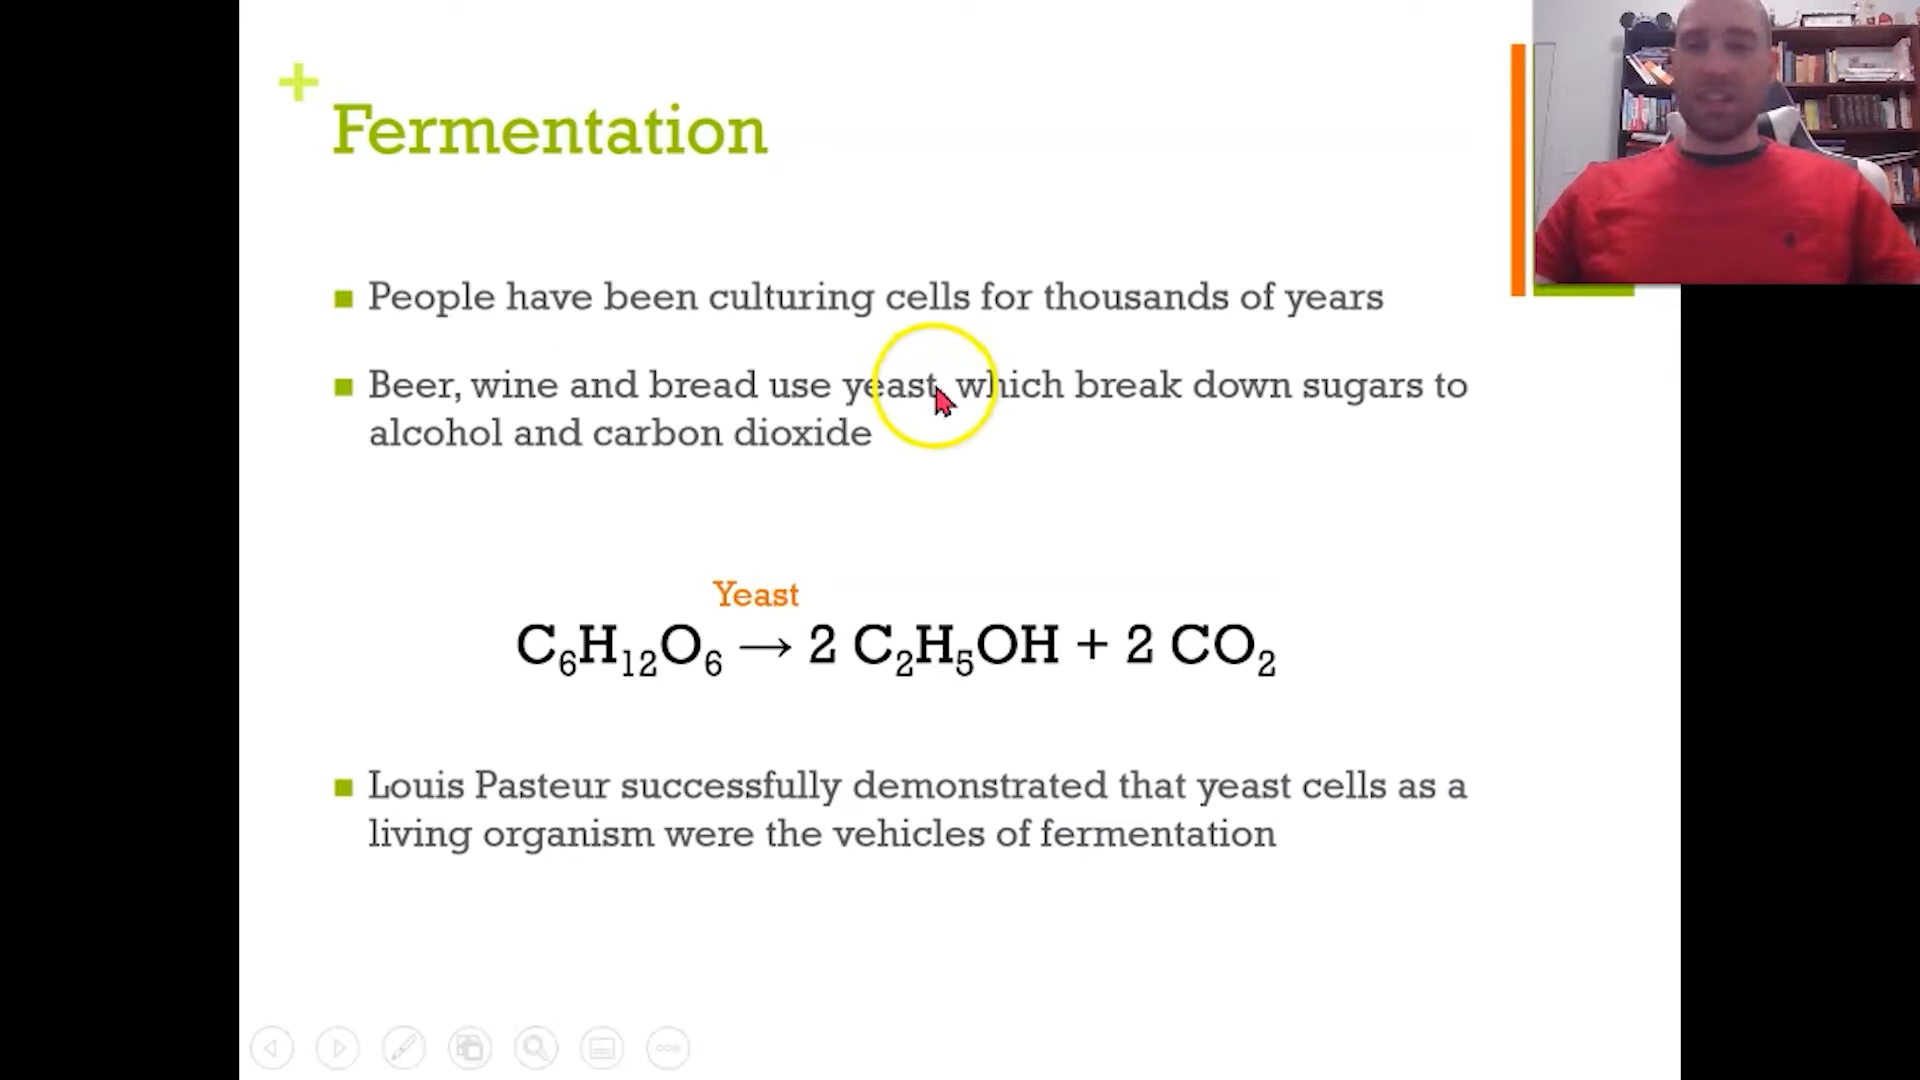 +
Fermentation
People have been culturing cells for thousands of years
Beer, wine and bread use yeast, which break down sugars to
alcohol and carbon dioxide
Yeast
C₆H₁₂O₆ → 2 C₂H₅OH + 2 CO₂
Louis Pasteur successfully demonstrated that yeast cells as a
living organism were the vehicles of fermentation